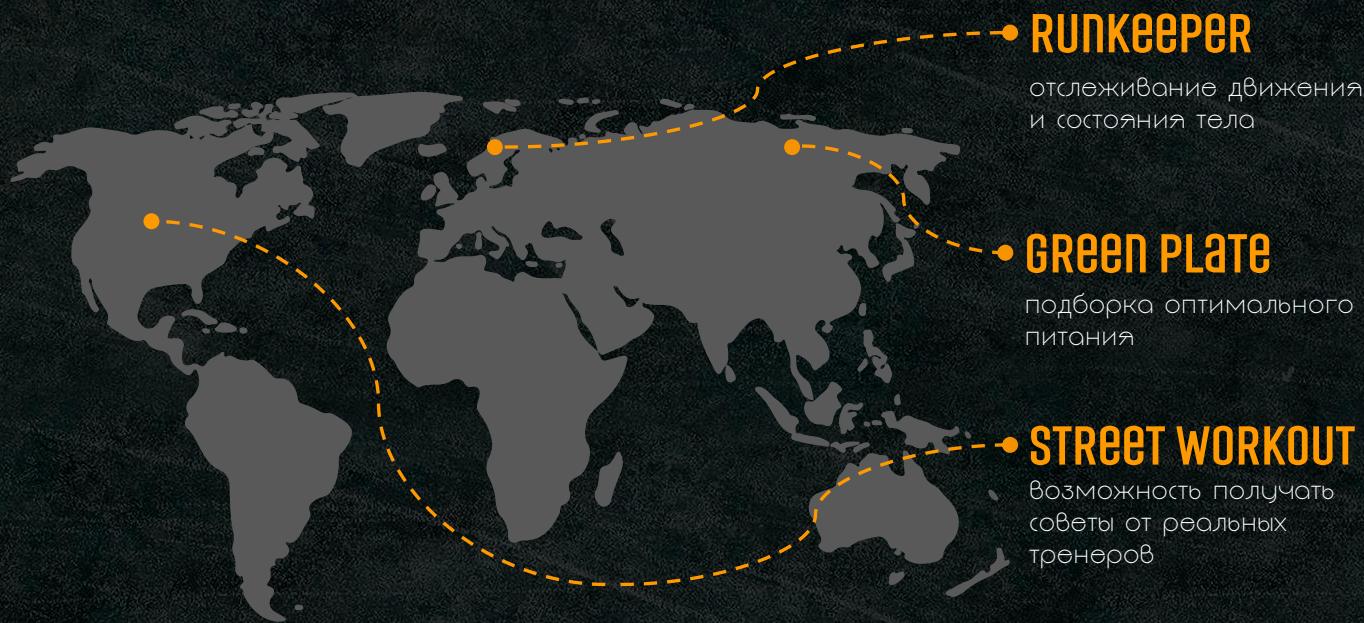 RUNKEEPER
отслеживание движения
и состояния тела
GREEN PLATE
подборка оптимального
питания
STREET WORKOUT
возможность получать
советы от реальных
тренеров